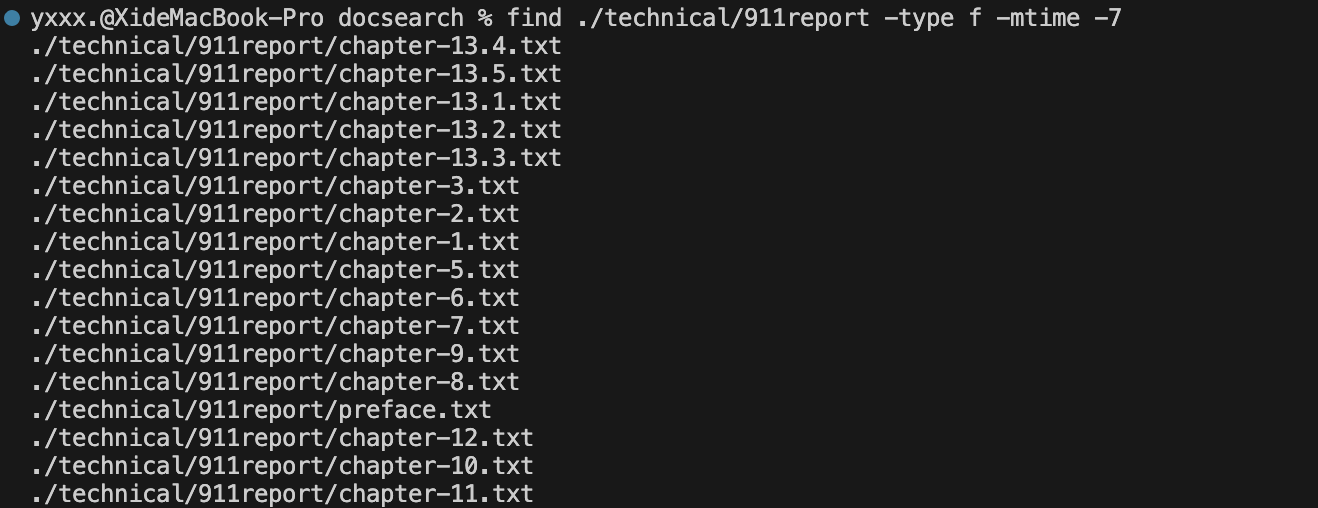 yxxx.@XideMacBook-Pro docsearch % find ./technical/911report -type f -mtime -7
./technical/911report/chapter-13.4.txt
./technical/911report/chapter-13.5.txt
./technical/911report/chapter-13.1.txt
./technical/911report/chapter-13.2.txt
./technical/911report/chapter-13.3.txt
./technical/911report/chapter-3.txt
./technical/911report/chapter-2.txt
./technical/911report/chapter-1.txt
./technical/911report/chapter-5.txt
./technical/911report/chapter-6.txt
./technical/911report/chapter-7.txt
./technical/911report/chapter-9.txt
./technical/911report/chapter-8.txt
./technical/911report/preface.txt
./technical/911report/chapter-12.txt
./technical/911report/chapter-10.txt
./technical/911report/chapter-11.txt